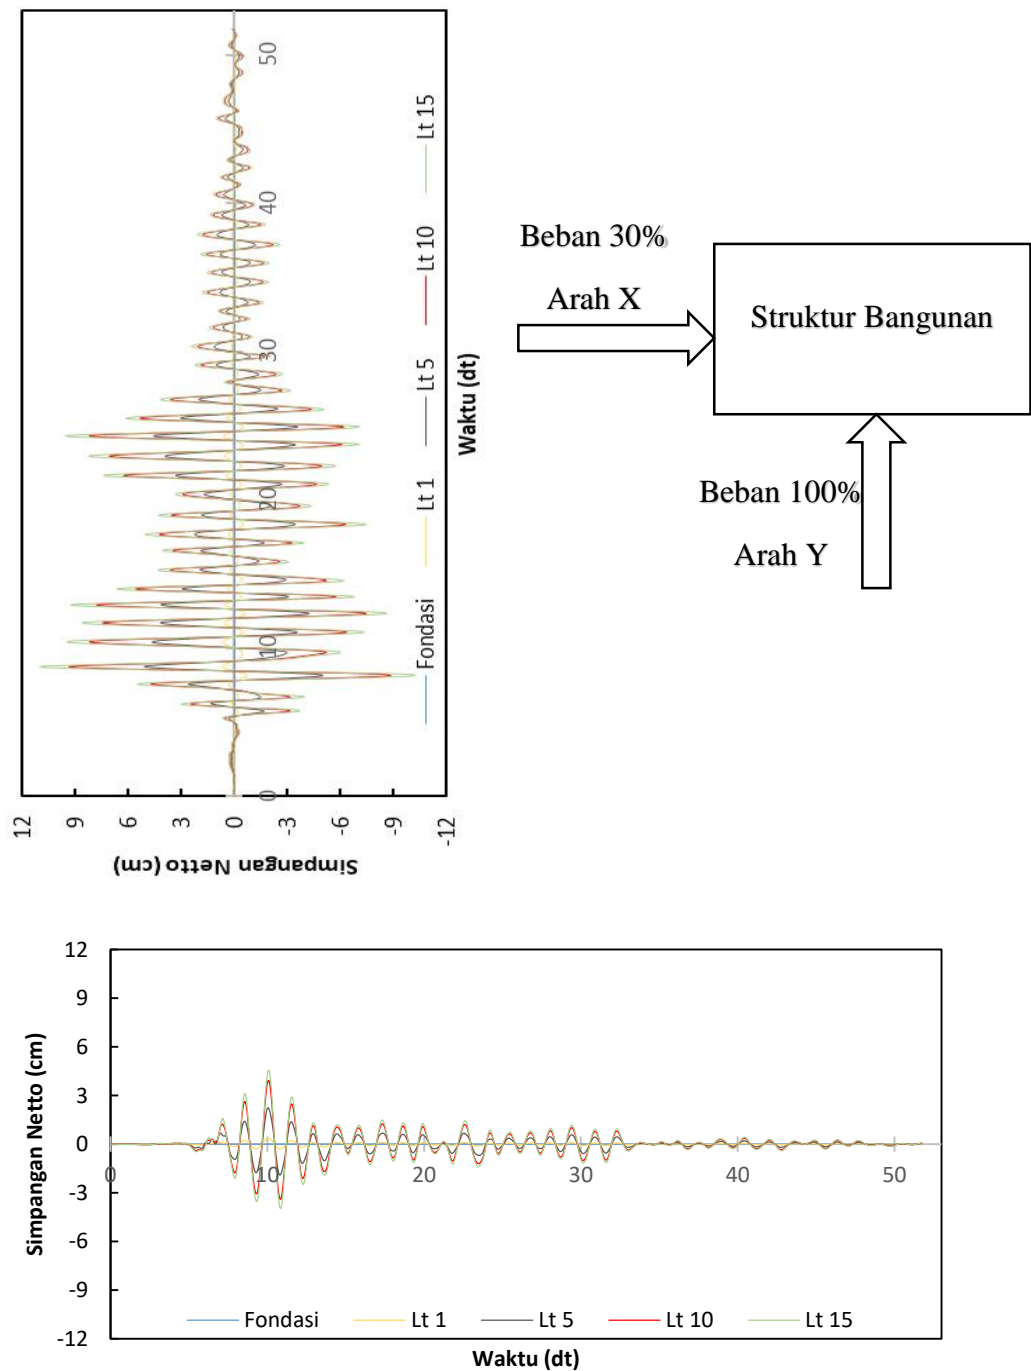 12
9
6
3
0
-3
-6
-9
-12
Simpangan Netto (cm)
0
10
20
30
40
50
Waktu (dt)
Fondasi
Lt 1
Lt 5
Lt 10
Lt 15
Beban 30%
Arah X
Struktur Bangunan
Beban 100%
Arah Y
12
9
6
3
0
-3
-6
-9
-12
Simpangan Netto (cm)
0 10 20 30 40 50
Fondasi Lt 1 Lt 5 Lt 10 Lt 15
Waktu (dt)